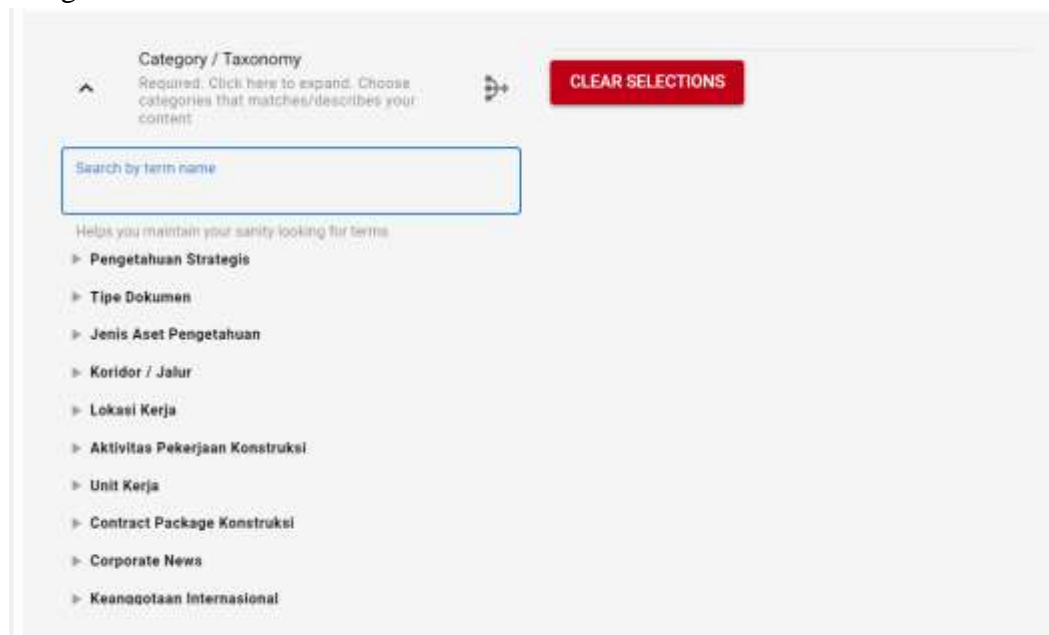 Category / Taxonomy
Required. Click here to expand. Choose
categories that matches/describes your
content
CLEAR SELECTIONS
Search by term name
Helps you maintain your sanity looking for terms
Pengetahuan Strategis
Tipe Dokumen
Jenis Aset Pengetahuan
Koridor / Jalur
Lokasi Kerja
Aktivitas Pekerjaan Konstruksi
Unit Kerja
Contract Package Konstruksi
Corporate News
Keanggotaan Internasional